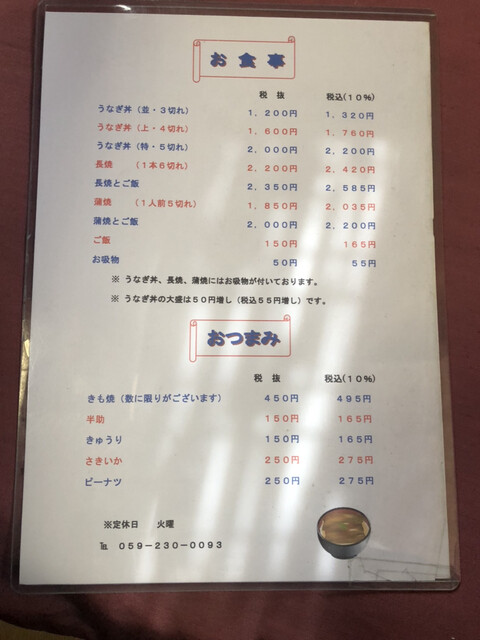 お食事
税 抜 税込(10%)
うなぎ丼(並・3切れ) 1,200円 1,320円
うなぎ丼(上・4切れ) 1,600円 1,760円
うなぎ丼(特・5切れ) 2,000円 2,200円
長焼 (1本6切れ) 2,200円 2,420円
長焼とご飯 2,350円 2,585円
蒲焼 (1人前5切れ) 1,850円 2,035円
蒲焼とご飯 2,000円 2,200円
ご飯 150円 165円
お吸物 50円 55円
※ うなぎ丼、長焼、蒲焼にはお吸物が付いております。
※ うなぎ丼の大盛は50円増し(税込55円増し)です。
おつまみ
税 抜 税込(10%)
きも焼(数に限りがございます) 450円 495円
半助 150円 165円
きゅうり 150円 165円
さきいか 250円 275円
ピーナツ 250円 275円
※定休日 火曜
℡ 059-230-0093